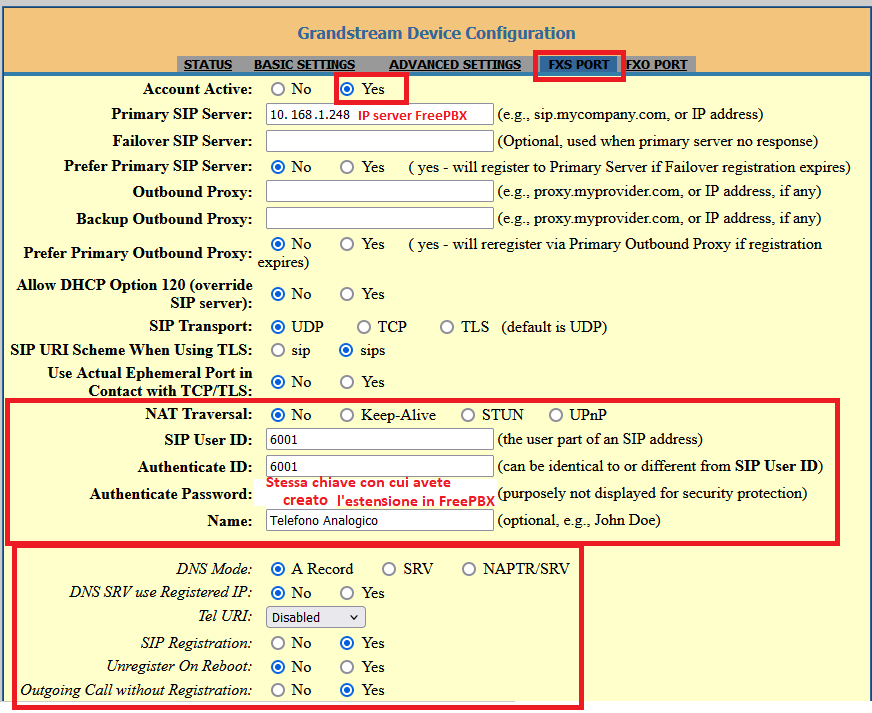 Grandstream Device Configuration
STATUS BASIC SETTINGS ADVANCED SETTINGS FXS PORT FXO PORT
Account Active: No Yes
Primary SIP Server: 10. 168 .1.248 IP server FreePBX (e.g., sip.mycompany.com, or IP address)
Failover SIP Server: (Optional, used when primary server no response)
Prefer Primary SIP Server: No Yes ( yes - will register to Primary Server if Failover registration expires)
Outbound Proxy: (e.g., proxy.myprovider.com, or IP address, if any)
Backup Outbound Proxy: (e.g., proxy.myprovider.com, or IP address, if any)
Prefer Primary Outbound Proxy: No Yes ( yes - will reregister via Primary Outbound Proxy if registration
expires)
Allow DHCP Option 120 (override
SIP server): No Yes
SIP Transport: UDP TCP TLS (default is UDP)
SIP URI Scheme When Using TLS: sip sips
Use Actual Ephemeral Port in
Contact with TCP/TLS: No Yes
NAT Traversal: No Keep-Alive STUN UPnP
SIP User ID: 6001 (the user part of an SIP address)
Authenticate ID: 6001 (can be identical to or different from SIP User ID)
Stessa chiave con cui avete
Authenticate Password: creato l'estensione in FreePBX (purposely not displayed for security protection)
Name: Telefono Analogico (optional, e.g., John Doe)
DNS Mode: A Record SRV NAPTR/SRV
DNS SRV use Registered IP: No Yes
Tel URI: Disabled
SIP Registration: No Yes
Unregister On Reboot: No Yes
Outgoing Call without Registration: No Yes